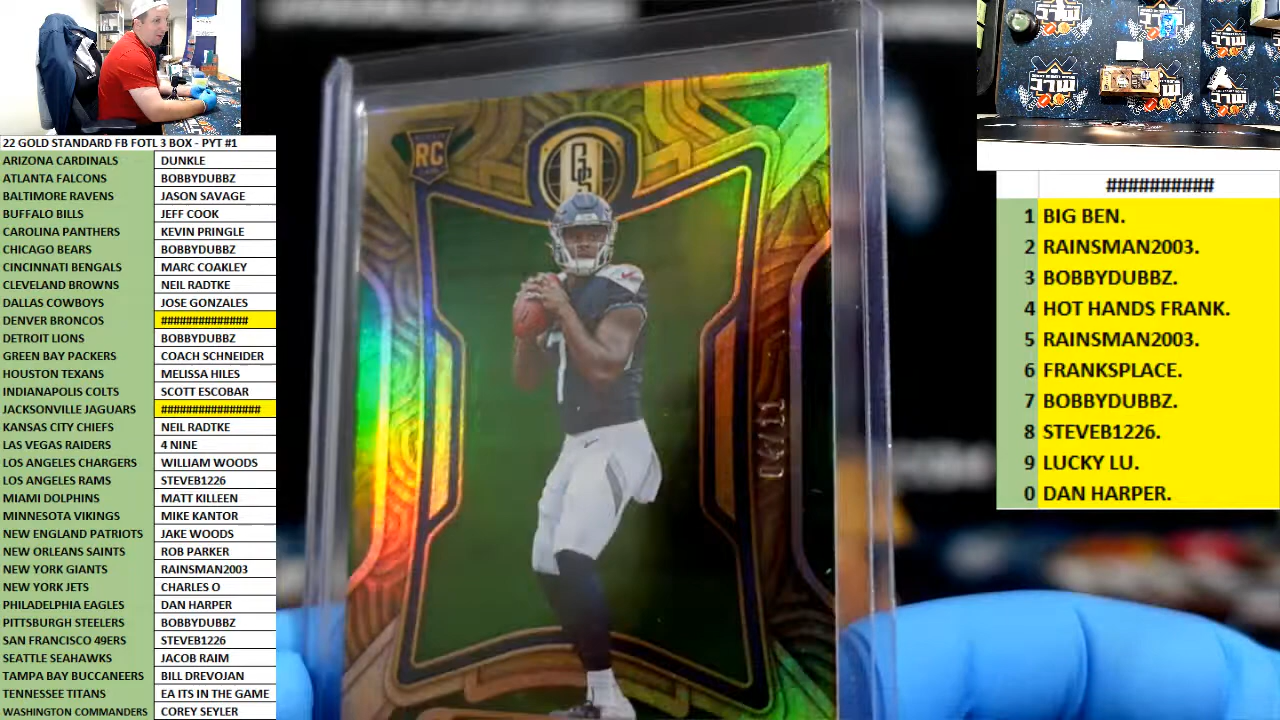 22 GOLD STANDARD FB FOTL 3 BOX - PYT #1
ARIZONA CARDINALS DUNKLE
ATLANTA FALCONS BOBBYDUBBZ
BALTIMORE RAVENS JASON SAVAGE
BUFFALO BILLS JEFF COOK
CAROLINA PANTHERS KEVIN PRINGLE
CHICAGO BEARS BOBBYDUBBZ
CINCINNATI BENGALS MARC COAKLEY
CLEVELAND BROWNS NEIL RADTKE
DALLAS COWBOYS JOSE GONZALES
DENVER BRONCOS ##############
DETROIT LIONS BOBBYDUBBZ
GREEN BAY PACKERS COACH SCHNEIDER
HOUSTON TEXANS MELISSA HILES
INDIANAPOLIS COLTS SCOTT ESCOBAR
JACKSONVILLE JAGUARS ################
KANSAS CITY CHIEFS NEIL RADTKE
LAS VEGAS RAIDERS 4 NINE
LOS ANGELES CHARGERS WILLIAM WOODS
LOS ANGELES RAMS STEVEB1226
MIAMI DOLPHINS MATT KILLEEN
MINNESOTA VIKINGS MIKE KANTOR
NEW ENGLAND PATRIOTS JAKE WOODS
NEW ORLEANS SAINTS ROB PARKER
NEW YORK GIANTS RAINSMAN2003
NEW YORK JETS CHARLES O
PHILADELPHIA EAGLES DAN HARPER
PITTSBURGH STEELERS BOBBYDUBBZ
SAN FRANCISCO 49ERS STEVEB1226
SEATTLE SEAHAWKS JACOB RAIM
TAMPA BAY BUCCANEERS BILL DREVOJAN
TENNESSEE TITANS EA ITS IN THE GAME
WASHINGTON COMMANDERS COREY SEYLER
RC
GS
7
##########
1 BIG BEN.
2 RAINSMAN2003.
3 BOBBYDUBBZ.
4 HOT HANDS FRANK.
5 RAINSMAN2003.
6 FRANKSPLACE.
7 BOBBYDUBBZ.
8 STEVEB1226.
9 LUCKY LU.
0 DAN HARPER.